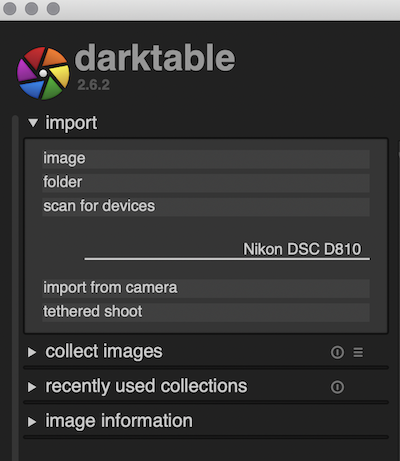 darktable
2.6.2
import
image
folder
scan for devices
Nikon DSC D810
import from camera
tethered shoot
collect images
recently used collections
image information